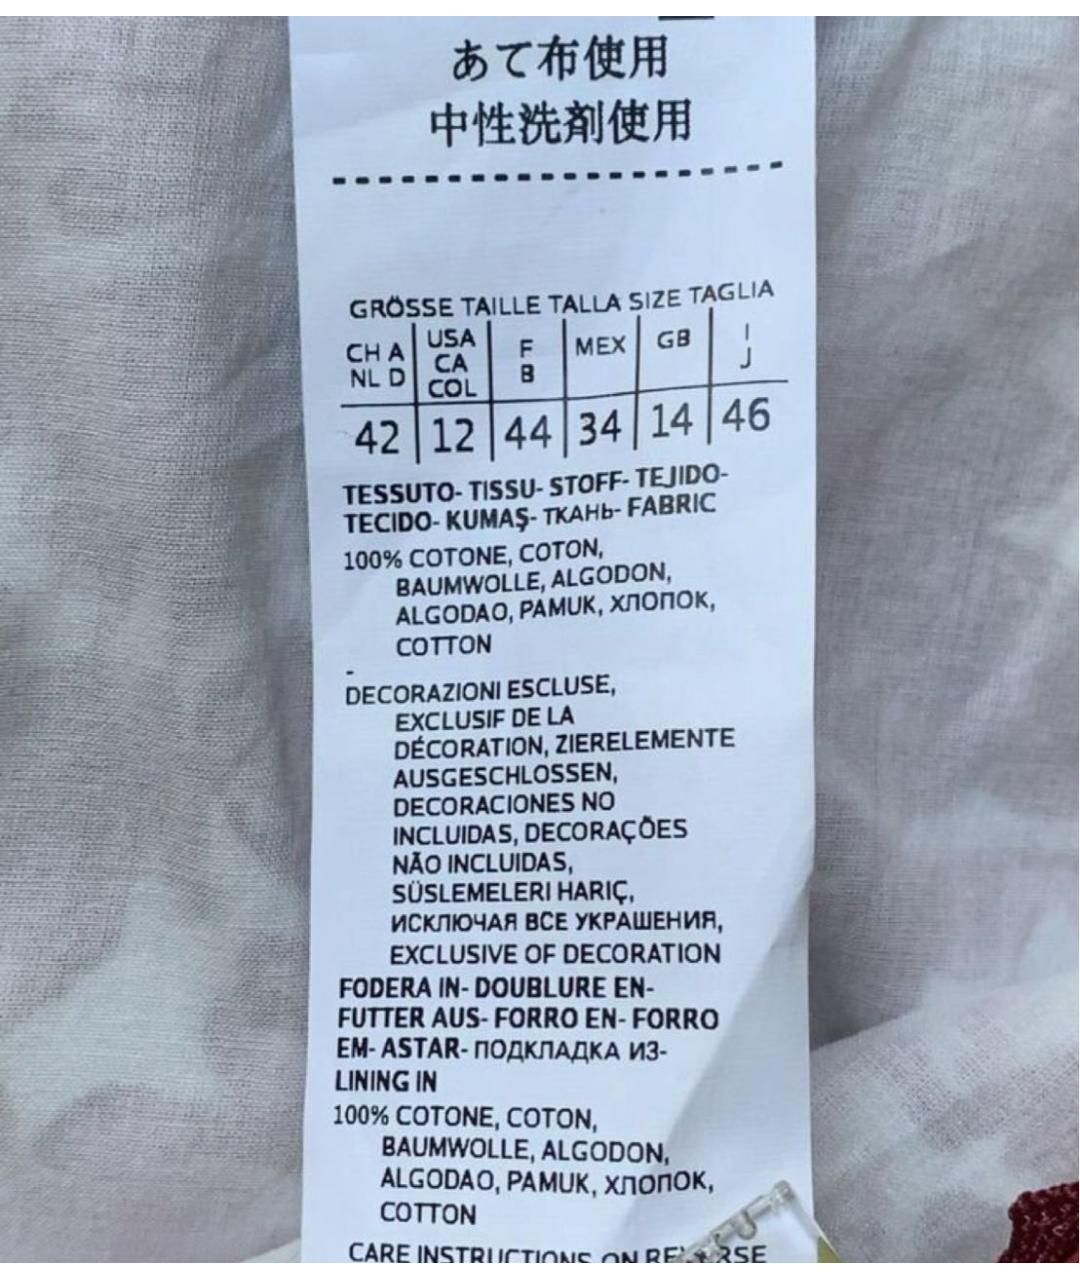 あて布使用
中性洗剤使用
GRÖSSE TAILLE TALLA SIZE TAGLIA
CH A NL D | USA CA COL | F B | MEX | GB | I J
42 | 12 | 44 | 34 | 14 | 46
TESSUTO- TISSU- STOFF- TEJIDO-
TECIDO- KUMAŞ- ТКАНЬ- FABRIC
100% COTONE, COTON,
BAUMWOLLE, ALGODON,
ALGODAO, PAMUK, ХЛОПОК,
COTTON
-
DECORAZIONI ESCLUSE,
EXCLUSIF DE LA
DÉCORATION, ZIERELEMENTE
AUSGESCHLOSSEN,
DECORACIONES NO
INCLUIDAS, DECORAÇÕES
NÃO INCLUIDAS,
SÜSLEMELERI HARIÇ,
ИСКЛЮЧАЯ ВСЕ УКРАШЕНИЯ,
EXCLUSIVE OF DECORATION
FODERA IN- DOUBLURE EN-
FUTTER AUS- FORRO EN- FORRO
EM- ASTAR- ПОДКЛАДКА ИЗ-
LINING IN
100% COTONE, COTON,
BAUMWOLLE, ALGODON,
ALGODAO, PAMUK, ХЛОПОК,
COTTON
CARE INSTRUCTIONS ON REVERSE